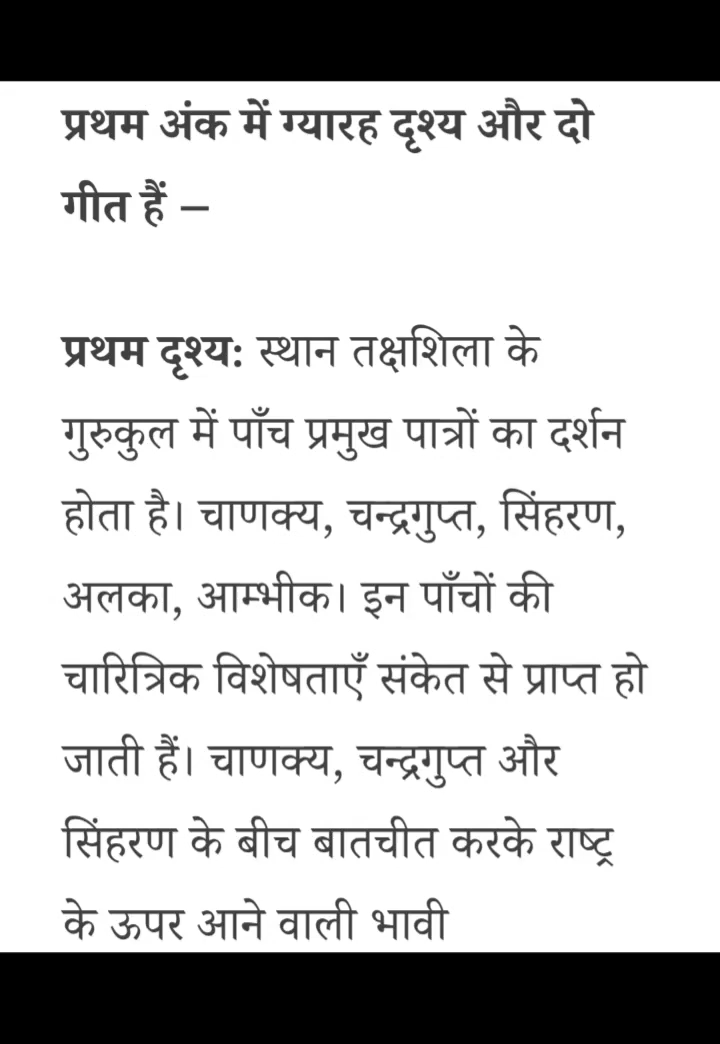 प्रथम अंक में ग्यारह दृश्य और दो
गीत हैं –
प्रथम दृश्य: स्थान तक्षशिला के
गुरुकुल में पाँच प्रमुख पात्रों का दर्शन
होता है। चाणक्य, चन्द्रगुप्त, सिंहरण,
अलका, आम्भीक। इन पाँचों की
चारित्रिक विशेषताएँ संकेत से प्राप्त हो
जाती हैं। चाणक्य, चन्द्रगुप्त और
सिंहरण के बीच बातचीत करके राष्ट्र
के ऊपर आने वाली भावी